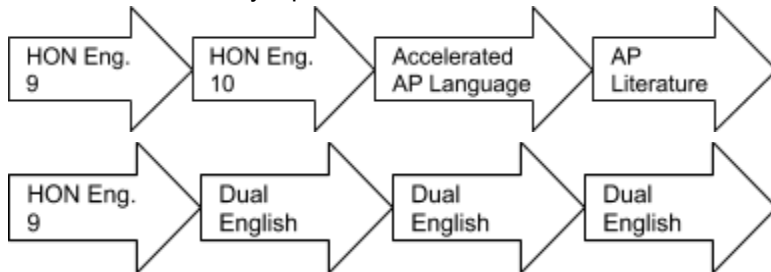 HON Eng.
9
HON Eng.
10
Accelerated
AP Language
AP
Literature
HON Eng.
9
Dual
English
Dual
English
Dual
English